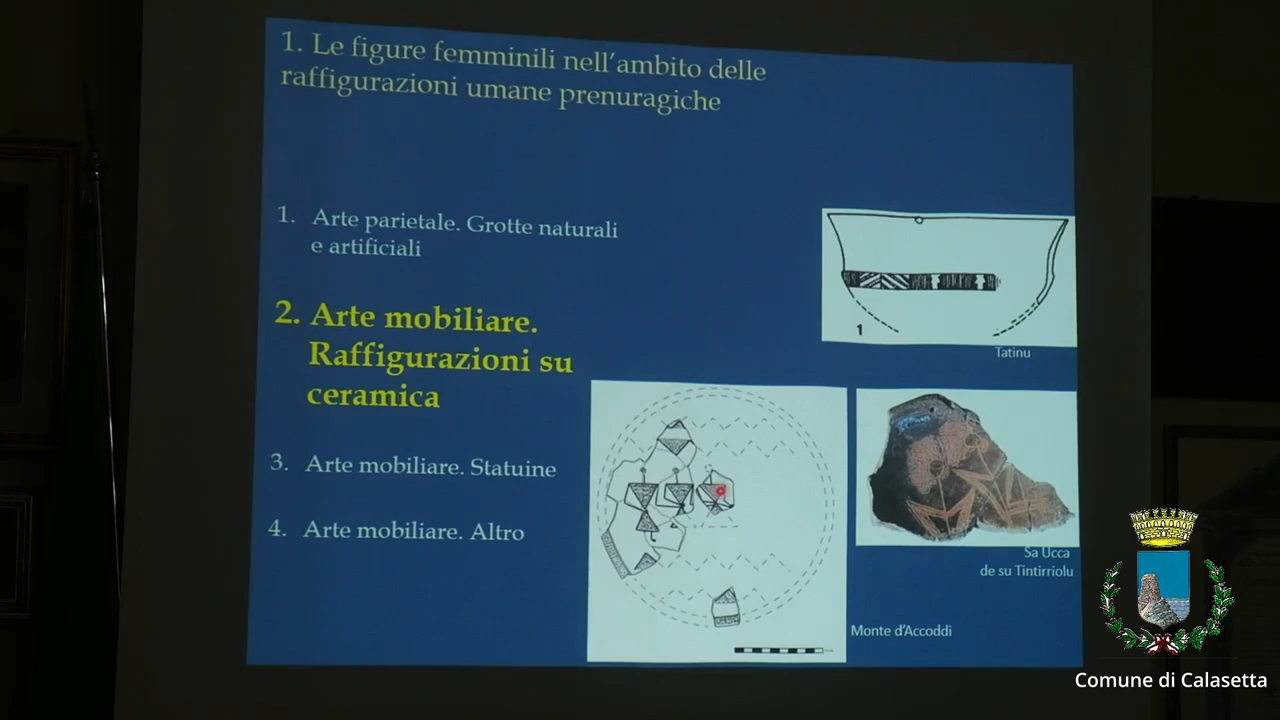 1. Le figure femminili nell'ambito delle
raffigurazioni umane prenuragiche
1. Arte parietale. Grotte naturali
e artificiali
2. Arte mobiliare.
Raffigurazioni su
ceramica
3. Arte mobiliare. Statuine
4. Arte mobiliare. Altro
1
Tatinu
Sa Ucca
de su Tintirriolu
Monte d'Accoddi
Comune di Calasetta